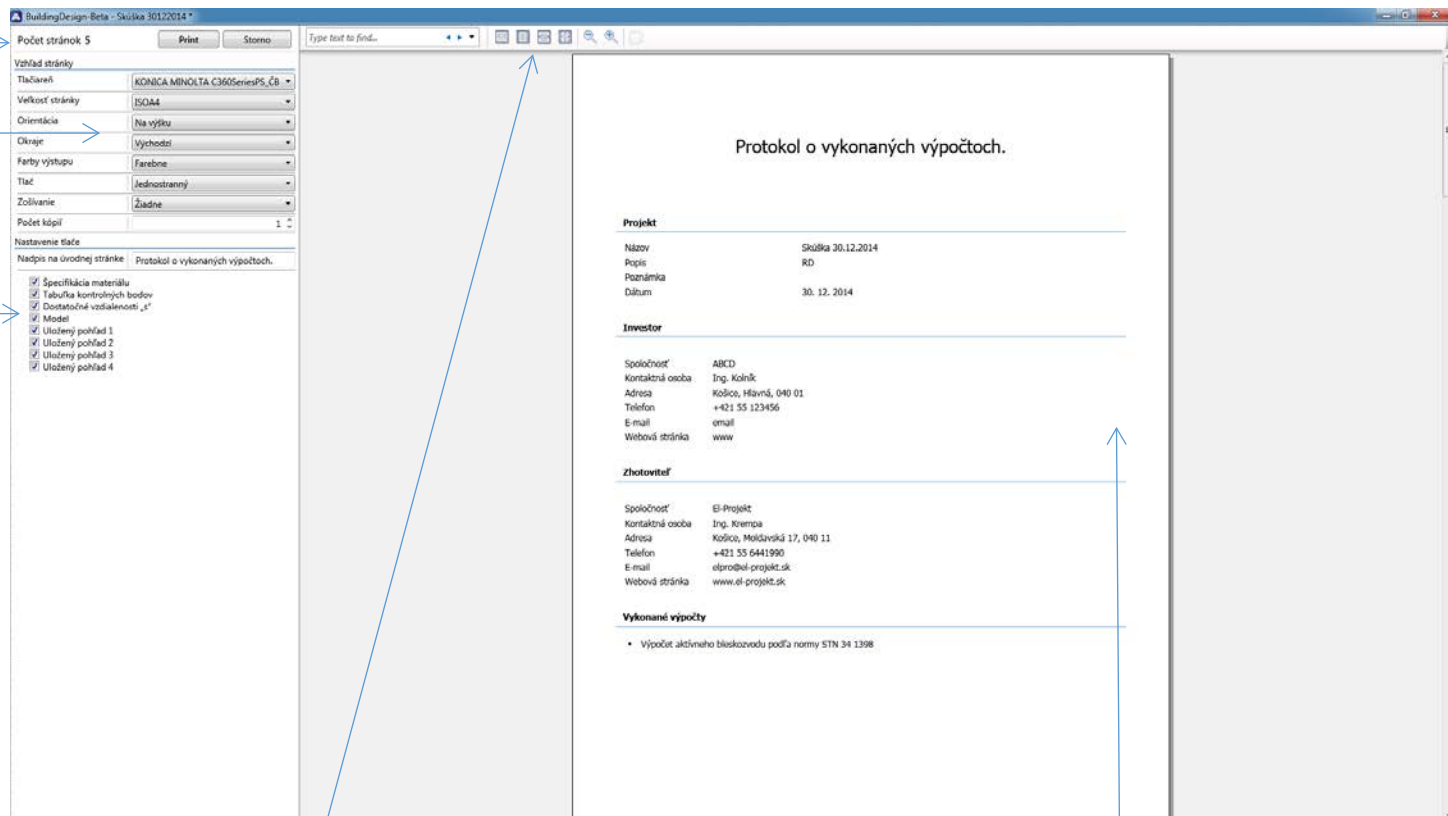 BuildingDesign-Beta - Skúška 30122014 *
Počet stránok 5
Print
Storno
Type text to find...
Vzhľad stránky
Tlačiareň KONICA MINOLTA C360SeriesPS_ČB
Veľkosť stránky ISOA4
Orientácia Na výšku
Okraje Východzí
Farby výstupu Farebne
Tlač Jednostranný
Zošívanie Žiadne
Počet kópií 1
Nastavenie tlače
Nadpis na úvodnej stránke Protokol o vykonaných výpočtoch.
Špecifikácia materiálu
Tabuľka kontrolných bodov
Dostatočné vzdialenosti „s“
Model
Uložený pohľad 1
Uložený pohľad 2
Uložený pohľad 3
Uložený pohľad 4
Protokol o vykonaných výpočtoch.
Projekt
Názov Skúška 30.12.2014
Popis RD
Poznámka
Dátum 30. 12. 2014
Investor
Spoločnosť ABCD
Kontaktná osoba Ing. Kolník
Adresa Košice, Hlavná, 040 01
Telefon +421 55 123456
E-mail email
Webová stránka www
Zhotoviteľ
Spoločnosť El-Projekt
Kontaktná osoba Ing. Krempa
Adresa Košice, Moldavská 17, 040 11
Telefon +421 55 6441990
E-mail elpro@el-projekt.sk
Webová stránka www.el-projekt.sk
Vykonané výpočty
• Výpočet aktívneho bleskozvodu podľa normy STN 34 1398